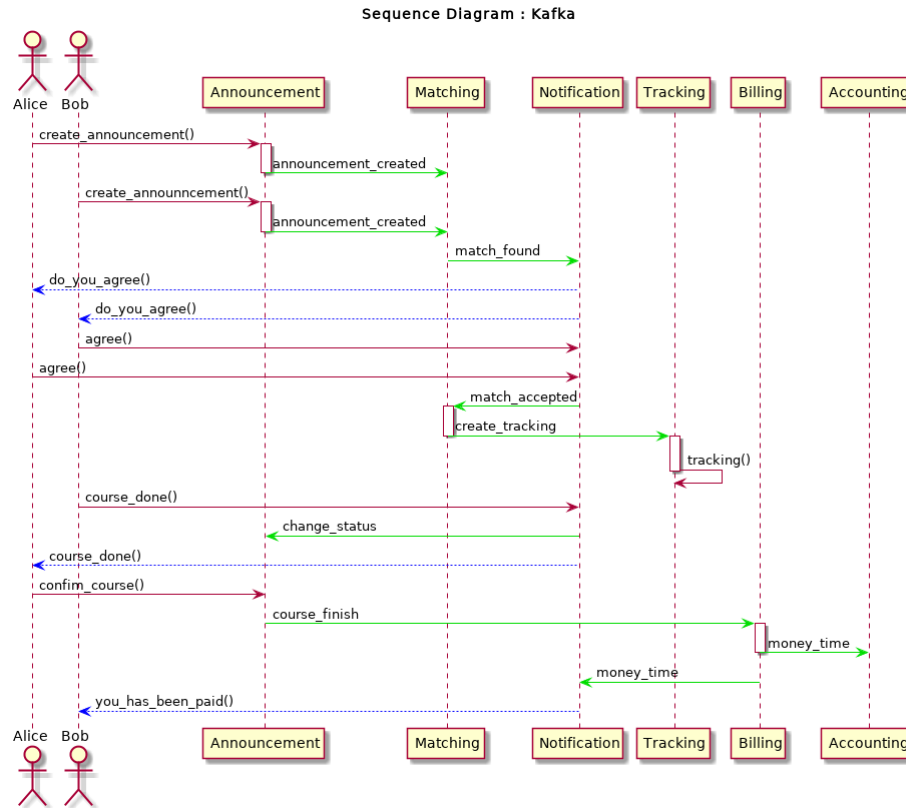 Sequence Diagram : Kafka
Alice Bob Announcement Matching Notification Tracking Billing Accounting
create_announcement()
announcement_created
create_announncement()
announcement_created
match_found
do_you_agree()
do_you_agree()
agree()
agree()
match_accepted
create_tracking
tracking()
course_done()
change_status
course_done()
confim_course()
course_finish
money_time
money_time
you_has_been_paid()
Alice Bob Announcement Matching Notification Tracking Billing Accounting